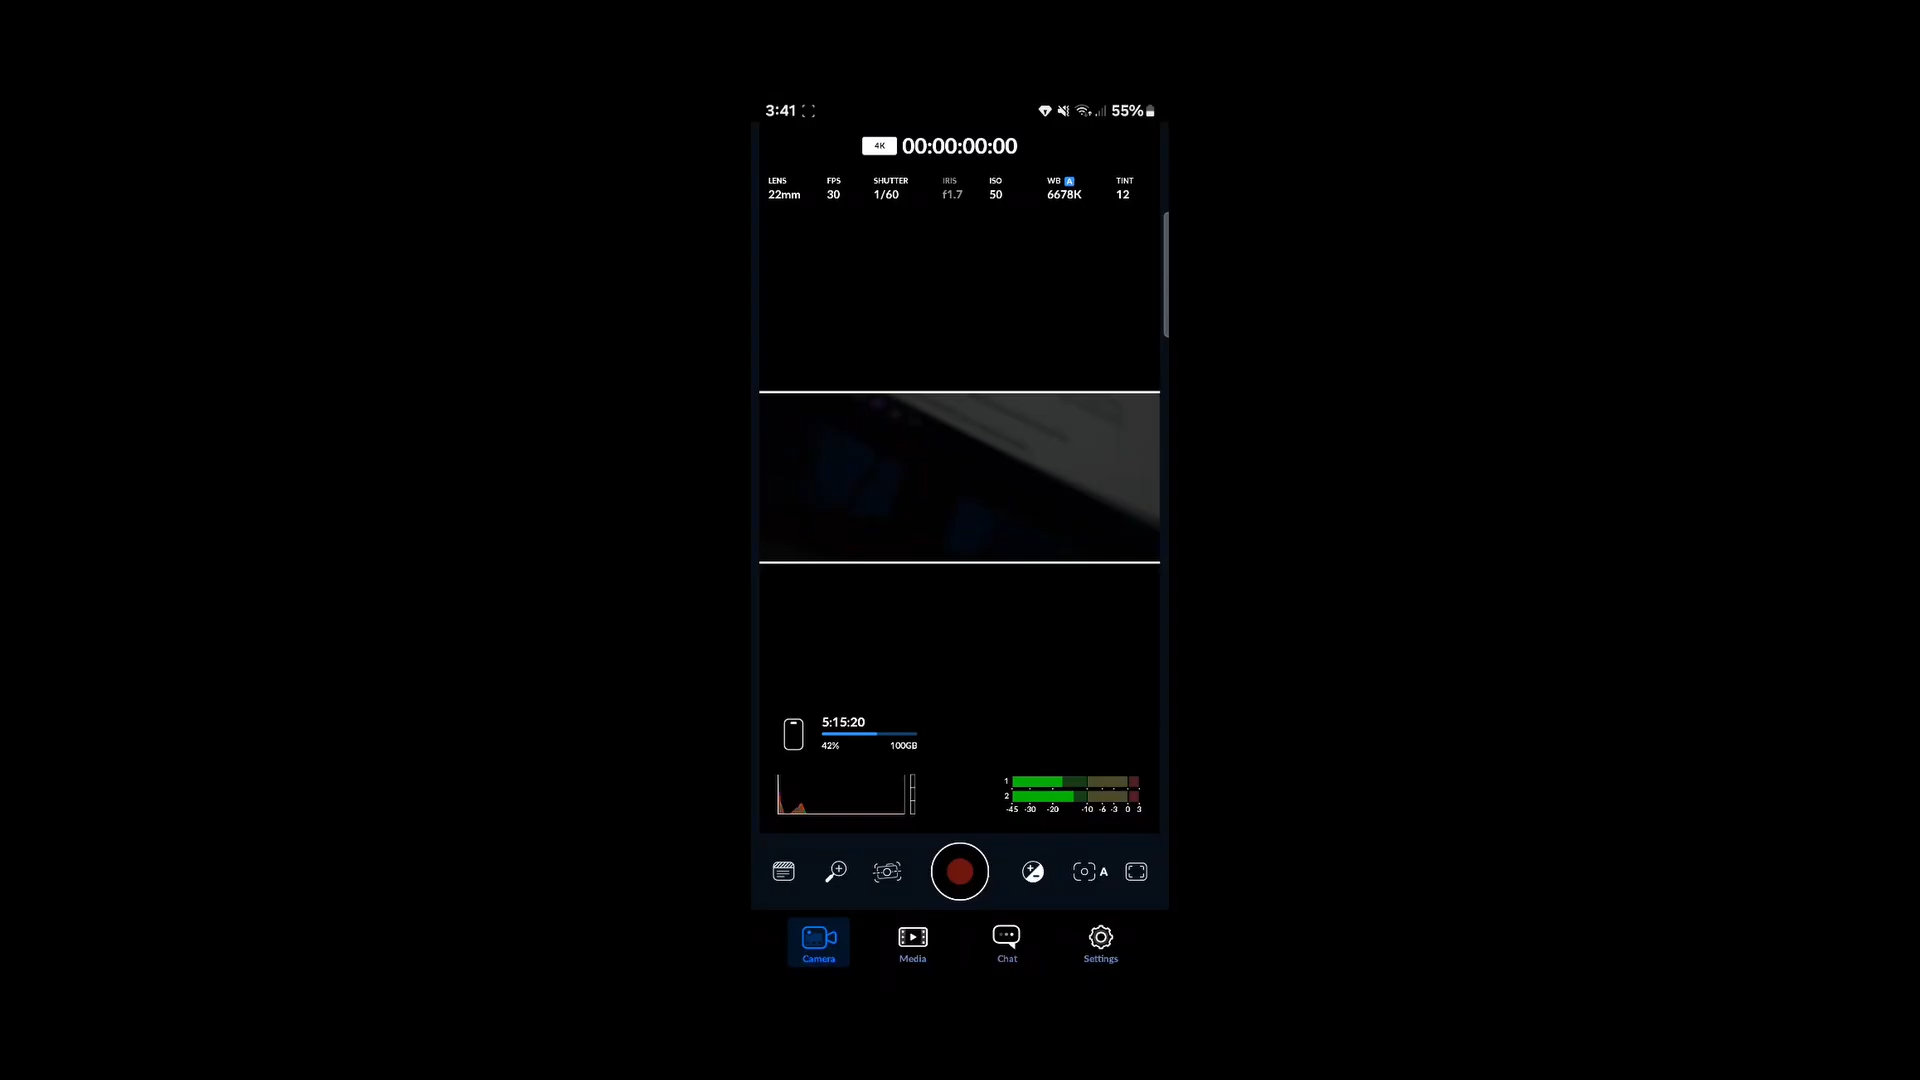 3:41 55%
4K 00:00:00:00
LENS FPS SHUTTER IRIS ISO WB A TINT
22mm 30 1/60 f1.7 50 6678K 12
5:15:20
42% 100GB
1
2
-45 -30 -20 -10 -6 -3 0 3
A
Camera Media Chat Settings